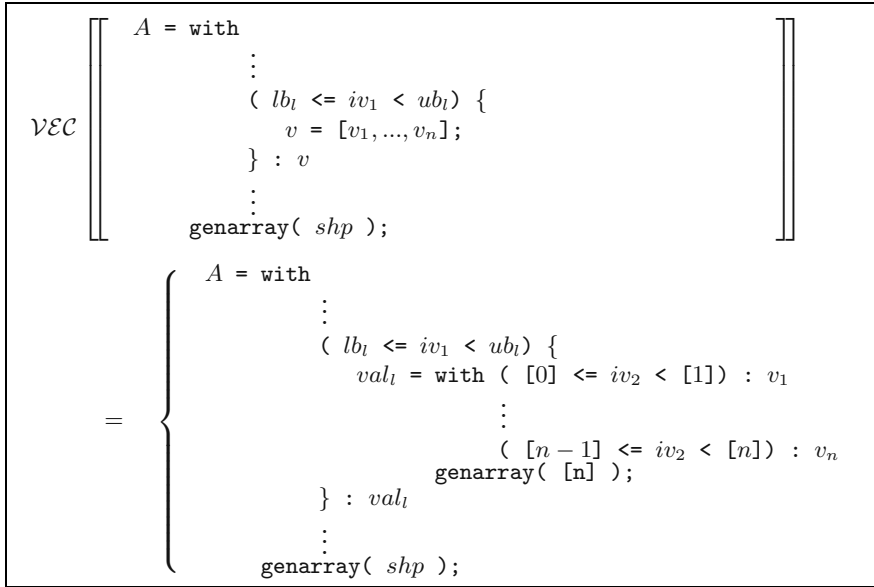 A = with
⋮
( lb_l <= iv_1 < ub_l) {
VEC v = [v_1, ..., v_n];
} : v
⋮
genarray( shp );
A = with
⋮
( lb_l <= iv_1 < ub_l) {
val_l = with ( [0] <= iv_2 < [1]) : v_1
= ⋮
( [n − 1] <= iv_2 < [n]) : v_n
genarray( [n] );
} : val_l
⋮
genarray( shp );